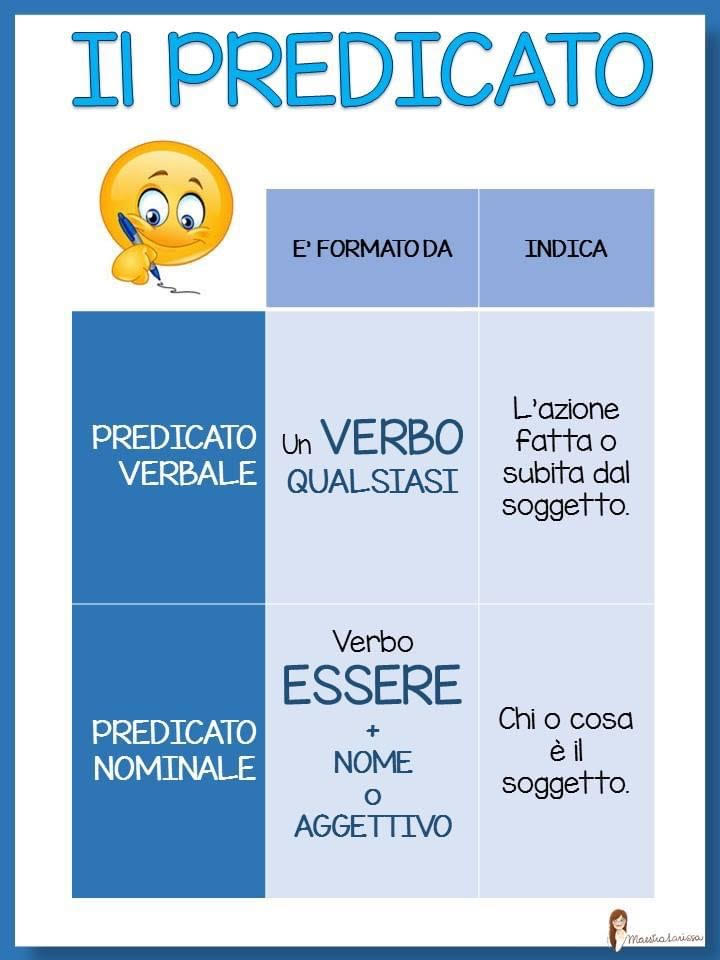 Il PREDICATO
E' FORMATO DA
INDICA
PREDICATO
VERBALE
Un VERBO
QUALSIASI
L'azione
fatta o
subita dal
soggetto.
PREDICATO
NOMINALE
Verbo
ESSERE
+
NOME
o
AGGETTIVO
Chi o cosa
è il
soggetto.
MaestraLarissa